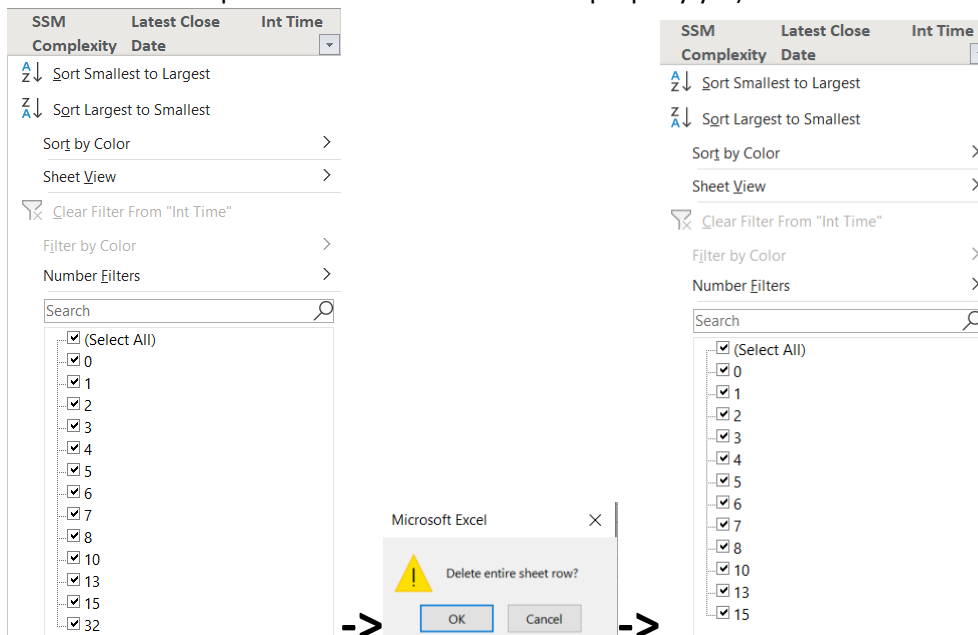 SSM Latest Close Int Time
Complexity Date
Sort Smallest to Largest
Sort Largest to Smallest
Sort by Color
Sheet View
Clear Filter From "Int Time"
Filter by Color
Number Filters
Search
(Select All)
0
1
2
3
4
5
6
7
8
10
13
15
32
->
Microsoft Excel
Delete entire sheet row?
OK Cancel
->
SSM Latest Close Int Time
Complexity Date
Sort Smallest to Largest
Sort Largest to Smallest
Sort by Color
Sheet View
Clear Filter From "Int Time"
Filter by Color
Number Filters
Search
(Select All)
0
1
2
3
4
5
6
7
8
10
13
15